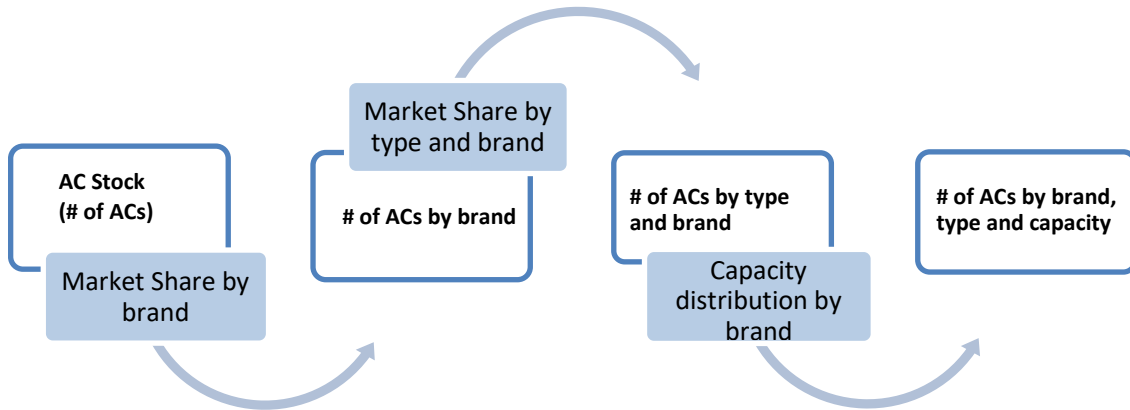 AC Stock
(# of ACs)
Market Share by
brand
Market Share by
type and brand
# of ACs by brand
# of ACs by type
and brand
Capacity
distribution by
brand
# of ACs by brand,
type and capacity